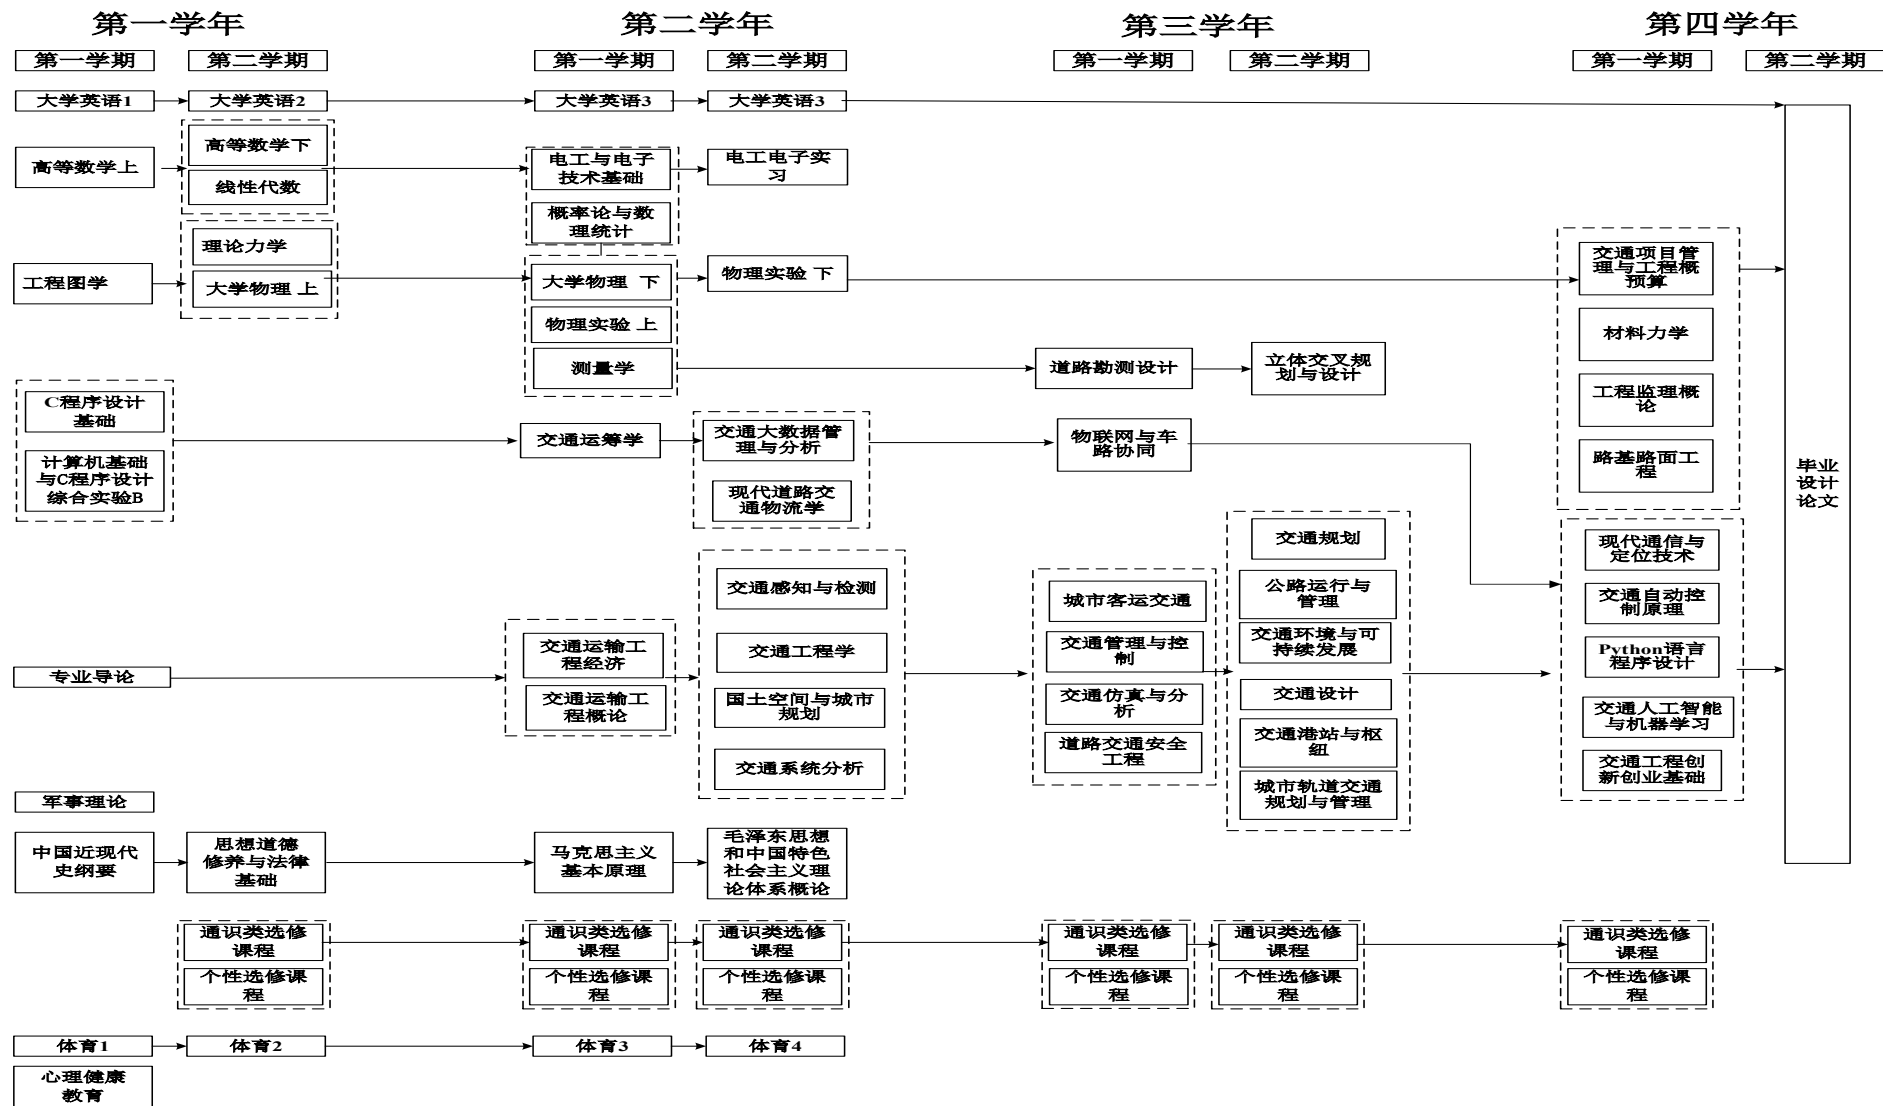 第一学年
第二学年
第三学年
第四学年
第一学期
第二学期
第一学期
第二学期
第一学期
第二学期
第一学期
第二学期
大学英语1
大学英语2
大学英语3
大学英语3
高等数学上
高等数学下
线性代数
电工与电子
技术基础
概率论与数
理统计
电工电子实
习
工程图学
理论力学
大学物理 上
大学物理 下
物理实验 上
测量学
物理实验 下
道路勘测设计
立体交叉规
划与设计
交通项目管
理与工程概
预算
材料力学
工程监理概
论
路基路面工
程
C程序设计
基础
计算机基础
与C程序设计
综合实验B
交通运筹学
交通大数据管
理与分析
现代道路交
通物流学
物联网与车
路协同
毕业
设计
论文
专业导论
交通运输工
程经济
交通运输工
程概论
交通感知与检测
交通工程学
国土空间与城市
规划
交通系统分析
城市客运交通
交通管理与控
制
交通仿真与分
析
道路交通安全
工程
交通规划
公路运行与
管理
交通环境与可
持续发展
交通设计
交通港站与枢
纽
城市轨道交通
规划与管理
现代通信与
定位技术
交通自动控
制原理
Python语言
程序设计
交通人工智能
与机器学习
交通工程创
新创业基础
军事理论
中国近现代
史纲要
思想道德
修养与法律
基础
马克思主义
基本原理
毛泽东思想
和中国特色
社会主义理
论体系概论
通识类选修
课程
个性选修课
程
通识类选修
课程
个性选修课
程
通识类选修
课程
个性选修课
程
通识类选修
课程
个性选修课
程
通识类选修
课程
个性选修课
程
通识类选修
课程
个性选修课
程
体育1
体育2
体育3
体育4
心理健康
教育